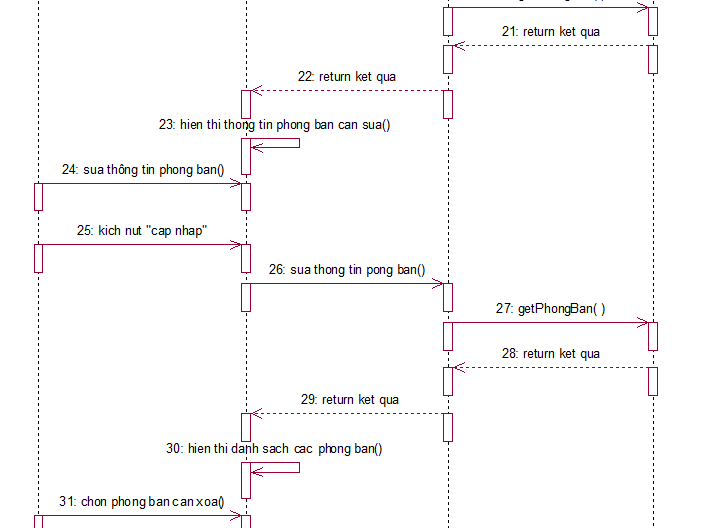 21: return ket qua
22: return ket qua
23: hien thi thong tin phong ban can sua()
24: sua thông tin phong ban()
25: kich nut "cap nhap"
26: sua thong tin pong ban()
27: getPhongBan( )
28: return ket qua
29: return ket qua
30: hien thi danh sach cac phong ban()
31: chon phong ban can xoa()